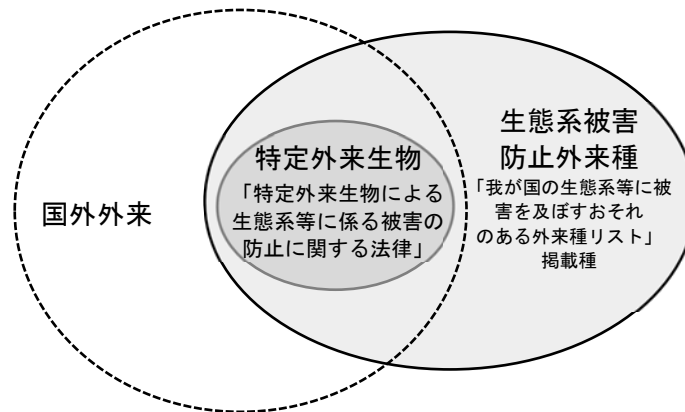 国外外来
特定外来生物
「特定外来生物による
生態系等に係る被害の
防止に関する法律」
生態系被害
防止外来種
「我が国の生態系等に被
害を及ぼすおそれ
のある外来種リスト」
掲載種